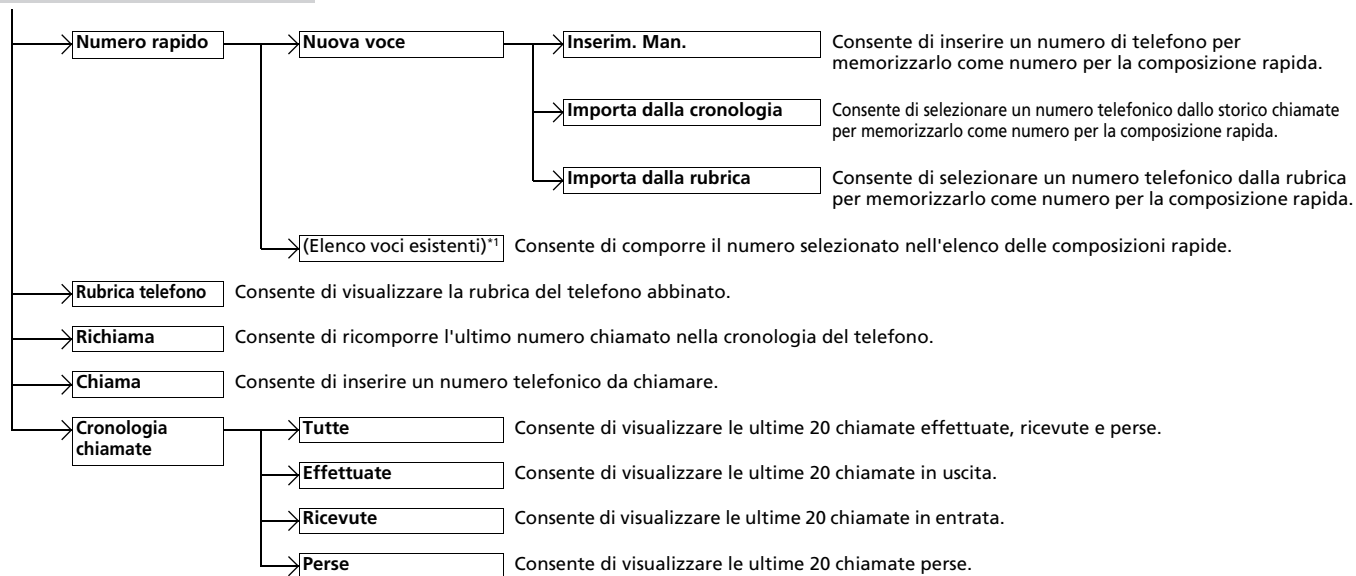 Numero rapido
Nuova voce
Inserim. Man.
Consente di inserire un numero di telefono per
memorizzarlo come numero per la composizione rapida.
Importa dalla cronologia
Consente di selezionare un numero telefonico dallo storico chiamate
per memorizzarlo come numero per la composizione rapida.
Importa dalla rubrica
Consente di selezionare un numero telefonico dalla rubrica
per memorizzarlo come numero per la composizione rapida.
(Elenco voci esistenti)*1
Consente di comporre il numero selezionato nell'elenco delle composizioni rapide.
Rubrica telefono
Consente di visualizzare la rubrica del telefono abbinato.
Richiama
Consente di ricomporre l'ultimo numero chiamato nella cronologia del telefono.
Chiama
Consente di inserire un numero telefonico da chiamare.
Cronologia
chiamate
Tutte
Consente di visualizzare le ultime 20 chiamate effettuate, ricevute e perse.
Effettuate
Consente di visualizzare le ultime 20 chiamate in uscita.
Ricevute
Consente di visualizzare le ultime 20 chiamate in entrata.
Perse
Consente di visualizzare le ultime 20 chiamate perse.